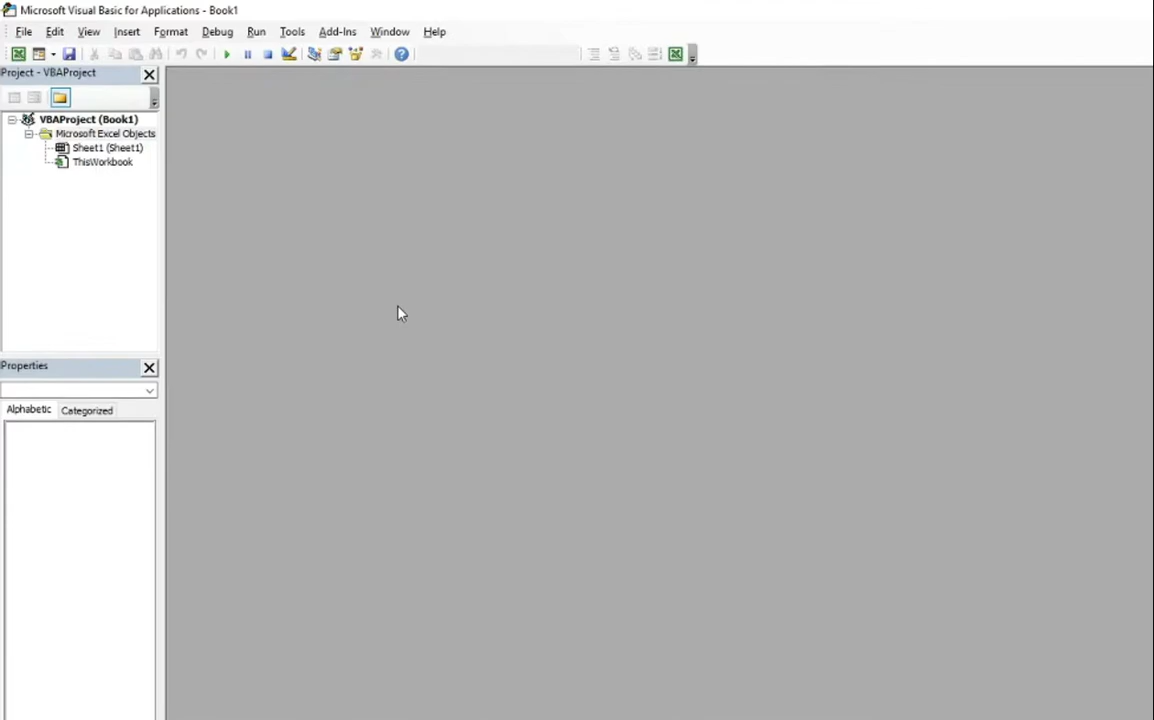 Microsoft Visual Basic for Applications - Book1
File Edit View Insert Format Debug Run Tools Add-Ins Window Help
Project - VBAProject
VBAProject (Book1)
Microsoft Excel Objects
Sheet1 (Sheet1)
ThisWorkbook
Properties
Alphabetic Categorized